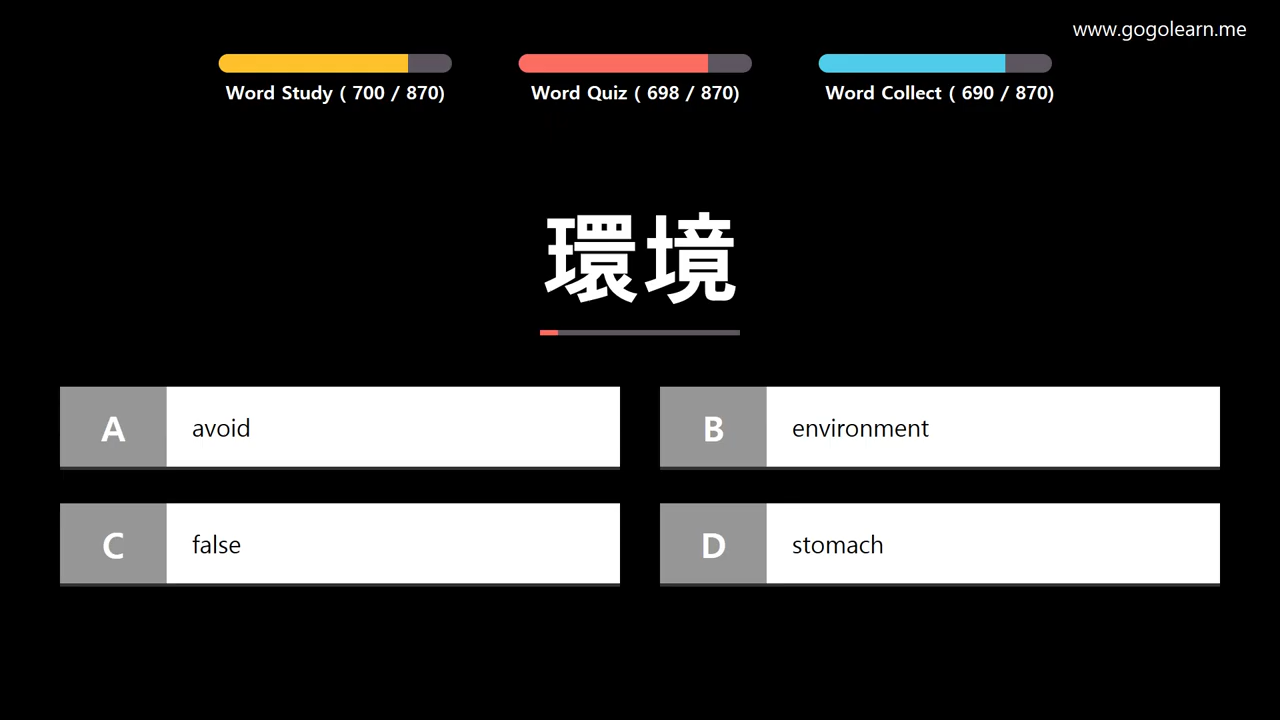 www.gogolearn.me
Word Study ( 700 / 870)
Word Quiz ( 698 / 870)
Word Collect ( 690 / 870)
環境
A avoid
B environment
C false
D stomach